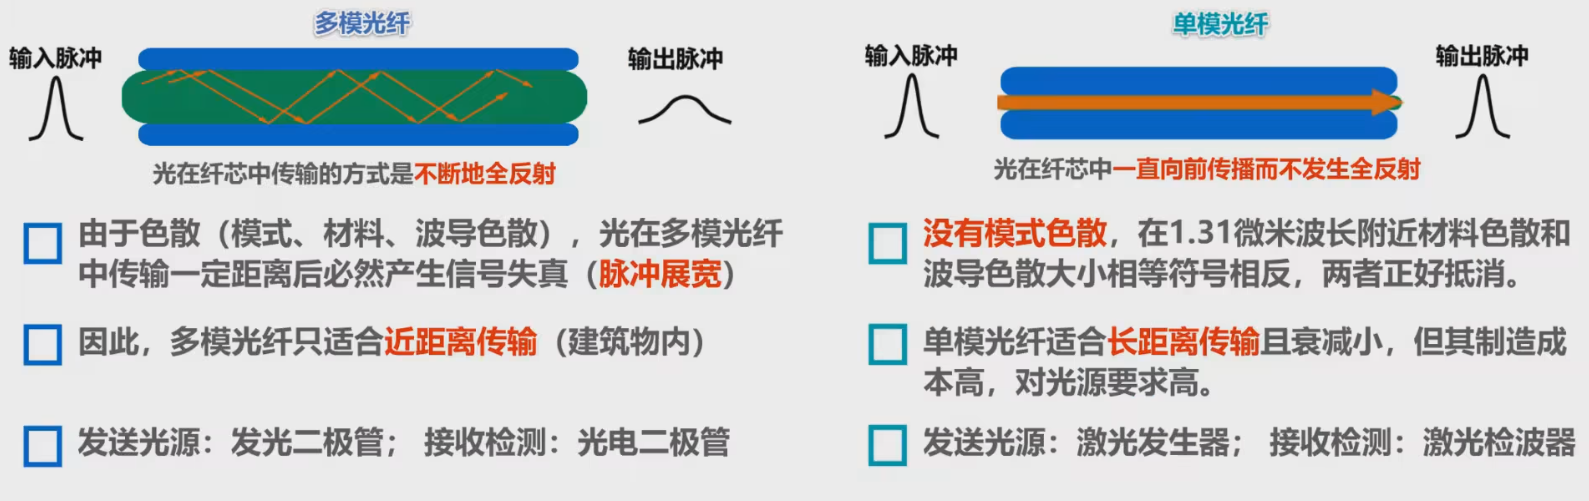 多模光纤
输入脉冲
输出脉冲
光在纤芯中传输的方式是不断地全反射
由于色散（模式、材料、波导色散），光在多模光纤
中传输一定距离后必然产生信号失真（脉冲展宽）
因此，多模光纤只适合近距离传输（建筑物内）
发送光源：发光二极管； 接收检测：光电二极管
单模光纤
输入脉冲
输出脉冲
光在纤芯中一直向前传播而不发生全反射
没有模式色散，在1.31微米波长附近材料色散和
波导色散大小相等符号相反，两者正好抵消。
单模光纤适合长距离传输且衰减小，但其制造成
本高，对光源要求高。
发送光源：激光发生器； 接收检测：激光检波器